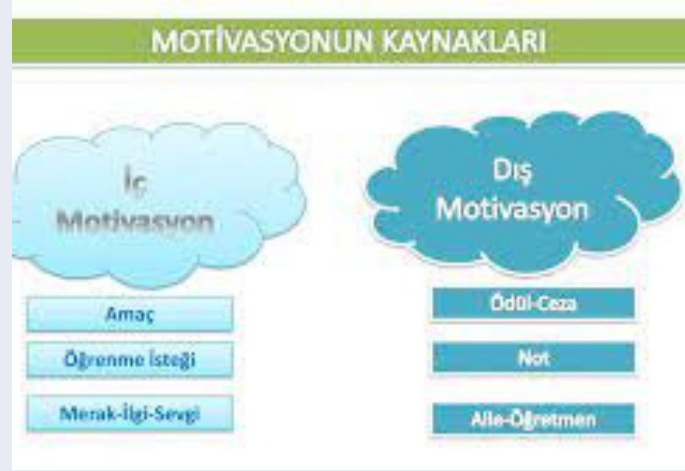 MOTİVASYONUN KAYNAKLARI
İç
Motivasyon
Amaç
Öğrenme İsteği
Merak-İlgi-Sevgi
Dış
Motivasyon
Ödül-Ceza
Not
Aile-Öğretmen